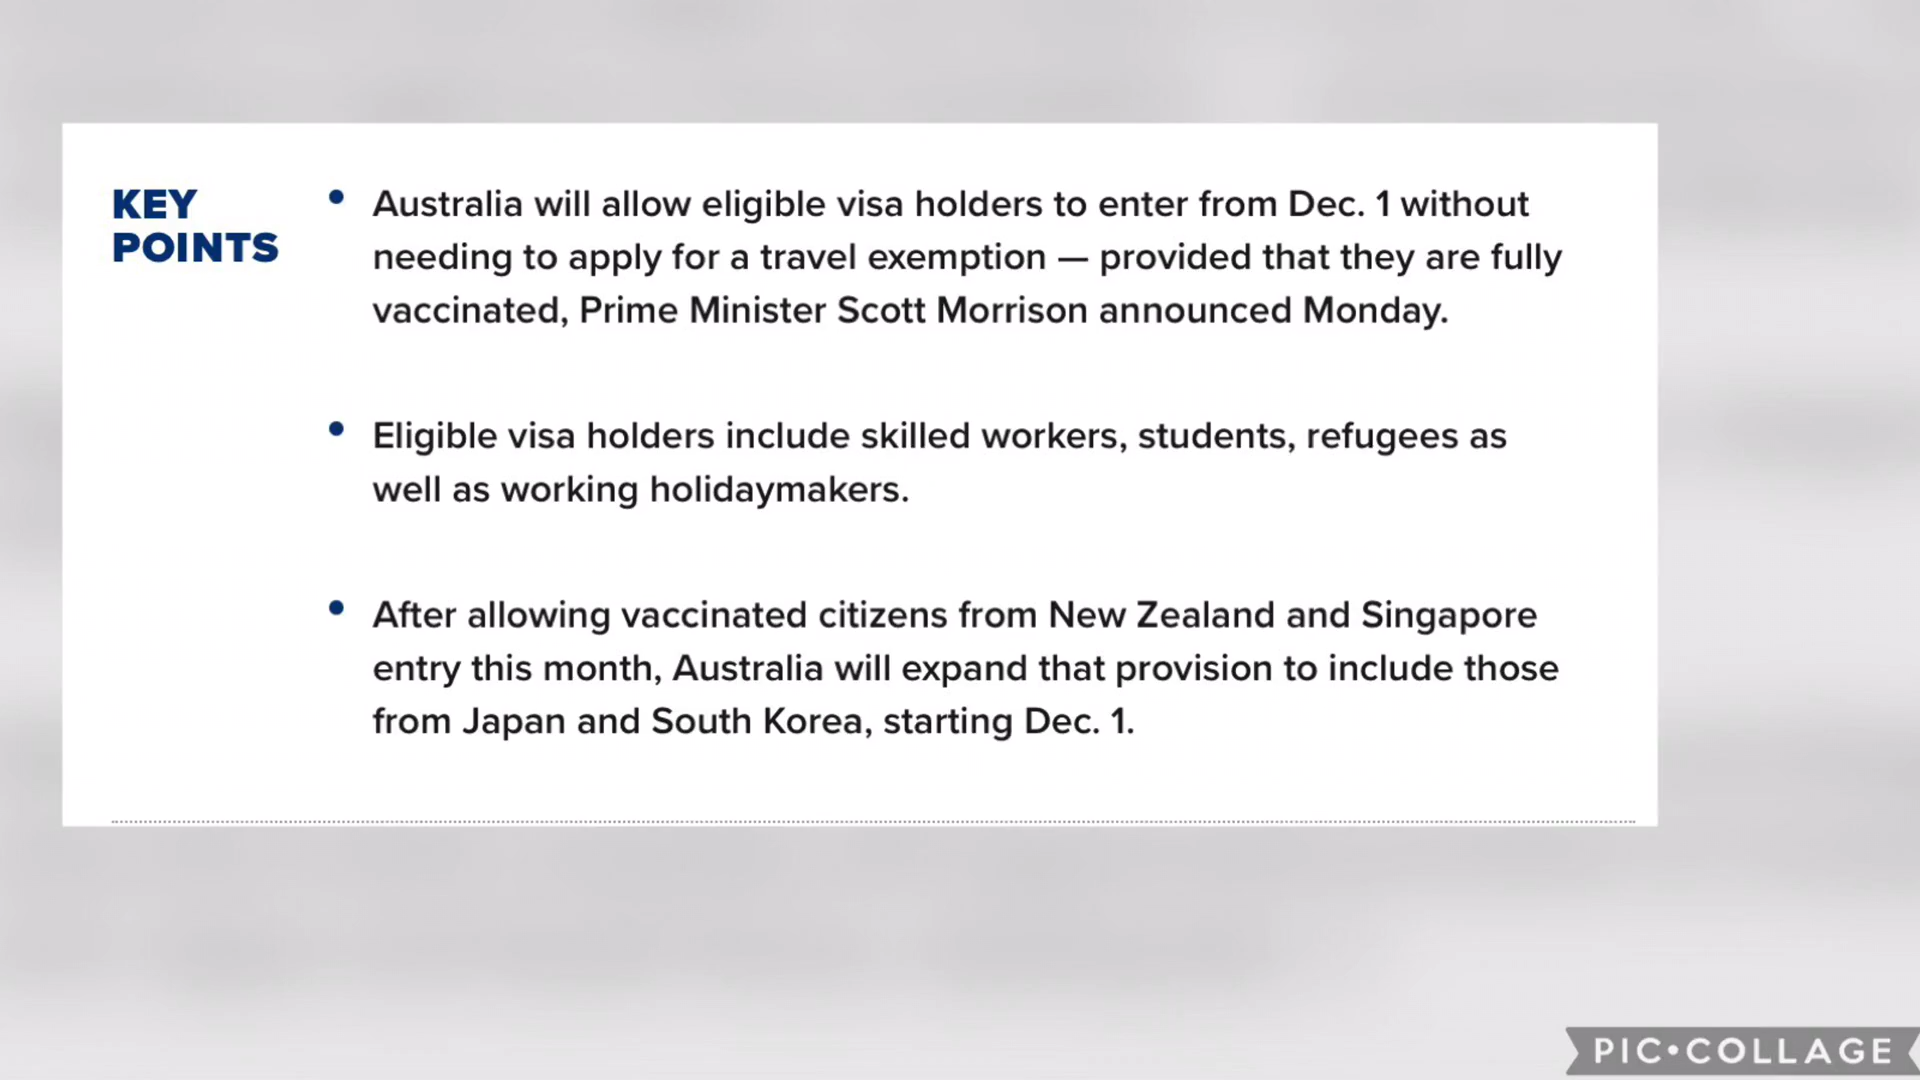 KEY
POINTS
• Australia will allow eligible visa holders to enter from Dec. 1 without
needing to apply for a travel exemption — provided that they are fully
vaccinated, Prime Minister Scott Morrison announced Monday.
• Eligible visa holders include skilled workers, students, refugees as
well as working holidaymakers.
• After allowing vaccinated citizens from New Zealand and Singapore
entry this month, Australia will expand that provision to include those
from Japan and South Korea, starting Dec. 1.
PIC•COLLAGE